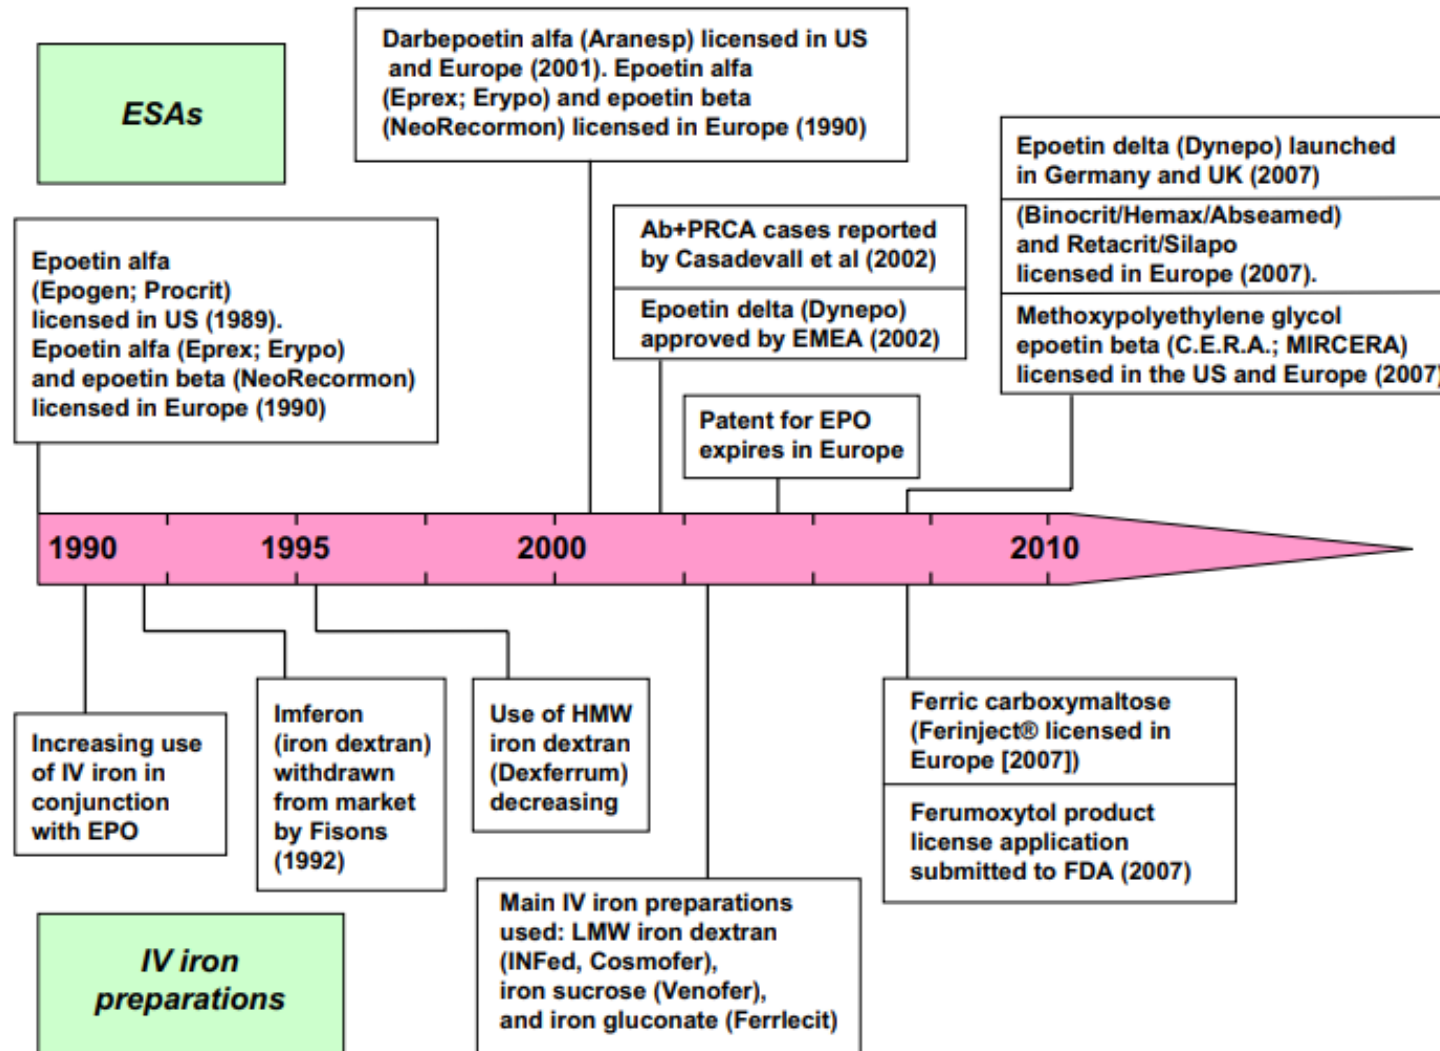 ESAs
Darbepoetin alfa (Aranesp) licensed in US
and Europe (2001). Epoetin alfa
(Eprex; Erypo) and epoetin beta
(NeoRecormon) licensed in Europe (1990)
Epoetin alfa
(Epogen; Procrit)
licensed in US (1989).
Epoetin alfa (Eprex; Erypo)
and epoetin beta (NeoRecormon)
licensed in Europe (1990)
Ab+PRCA cases reported
by Casadevall et al (2002)
Epoetin delta (Dynepo)
approved by EMEA (2002)
Patent for EPO
expires in Europe
Epoetin delta (Dynepo) launched
in Germany and UK (2007)
(Binocrit/Hemax/Abseamed)
and Retacrit/Silapo
licensed in Europe (2007).
Methoxypolyethylene glycol
epoetin beta (C.E.R.A.; MIRCERA)
licensed in the US and Europe (2007)
1990 1995 2000 2010
Increasing use
of IV iron in
conjunction
with EPO
Imferon
(iron dextran)
withdrawn
from market
by Fisons
(1992)
Use of HMW
iron dextran
(Dexferrum)
decreasing
Main IV iron preparations
used: LMW iron dextran
(INFed, Cosmofer),
iron sucrose (Venofer),
and iron gluconate (Ferrlecit)
Ferric carboxymaltose
(Ferinject® licensed in
Europe [2007])
Ferumoxytol product
license application
submitted to FDA (2007)
IV iron
preparations